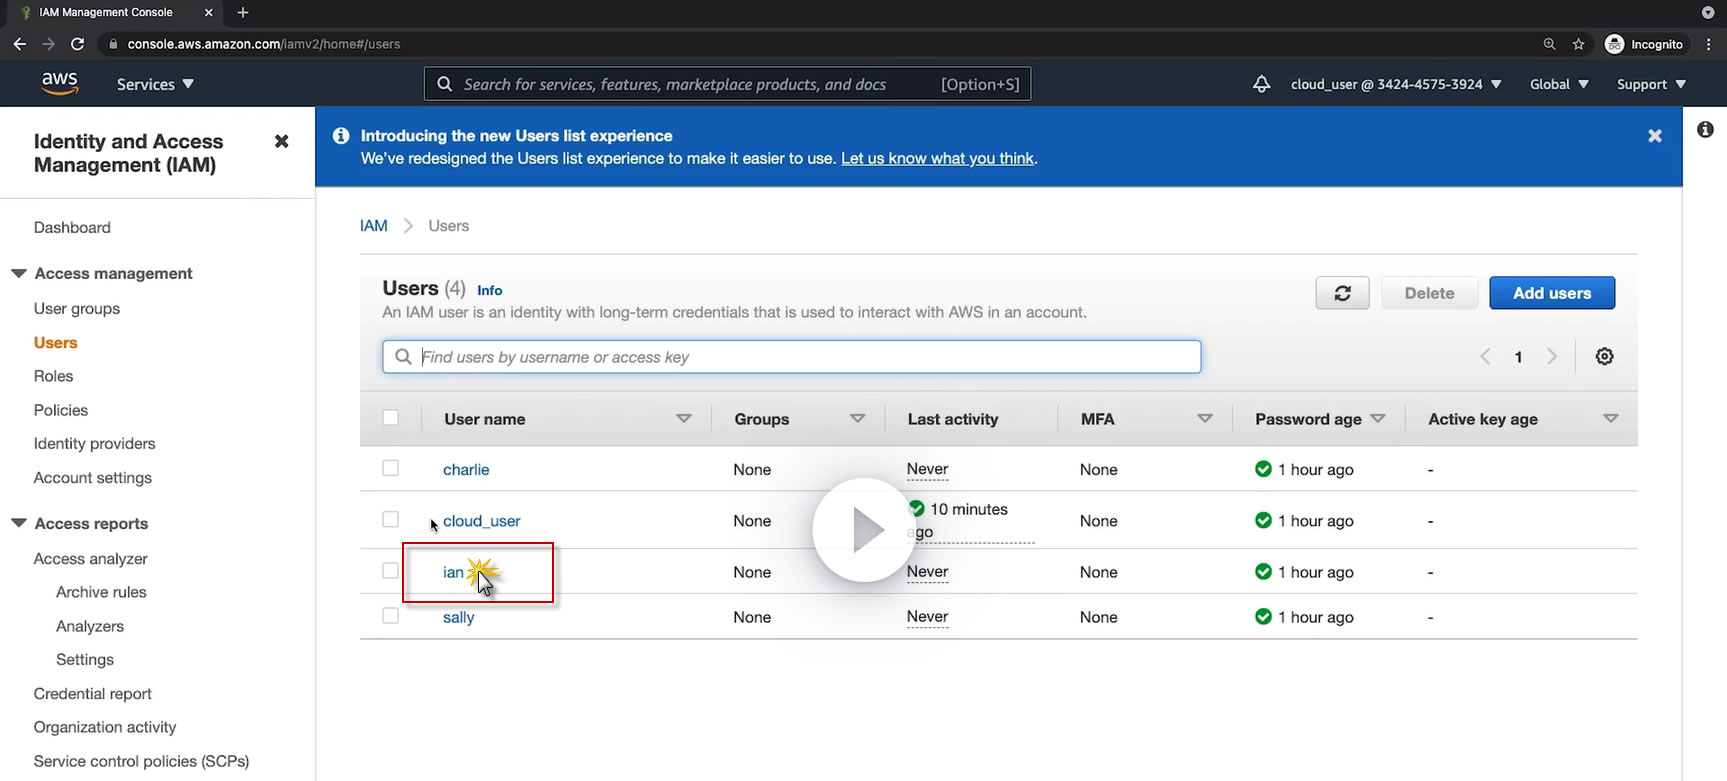 IAM Management Console
console.aws.amazon.com/iamv2/home#/users
Incognito
aws
Services
Search for services, features, marketplace products, and docs [Option+S]
cloud_user @ 3424-4575-3924
Global
Support
Identity and Access
Management (IAM)
Dashboard
Access management
User groups
Users
Roles
Policies
Identity providers
Account settings
Access reports
Access analyzer
Archive rules
Analyzers
Settings
Credential report
Organization activity
Service control policies (SCPs)
Introducing the new Users list experience
We've redesigned the Users list experience to make it easier to use. Let us know what you think.
IAM Users
Users (4) Info
An IAM user is an identity with long-term credentials that is used to interact with AWS in an account.
Delete
Add users
Find users by username or access key
1
User name Groups Last activity MFA Password age Active key age
charlie None Never None 1 hour ago -
cloud_user None 10 minutes ago None 1 hour ago -
ian None Never None 1 hour ago -
sally None Never None 1 hour ago -